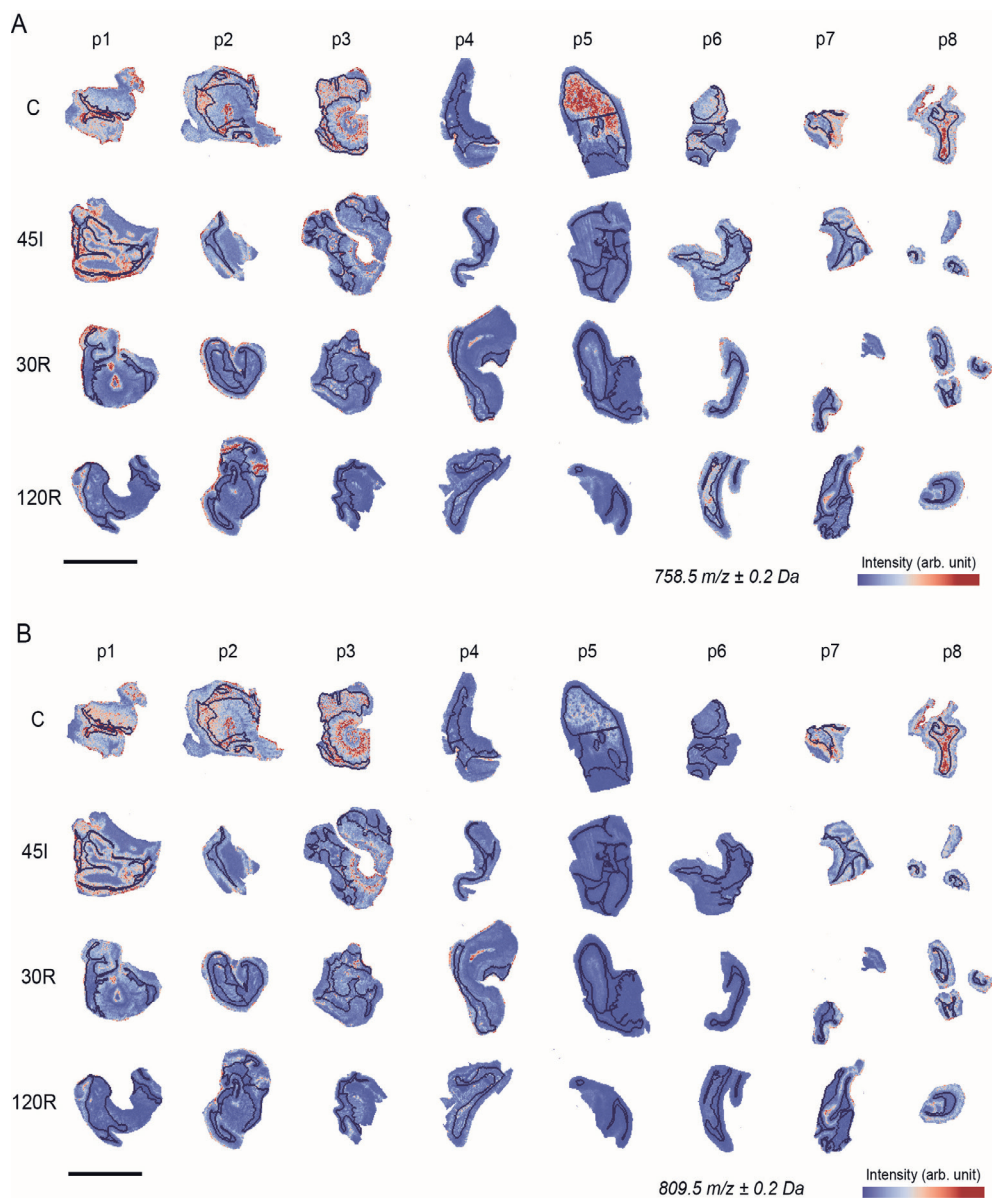 A
p1 p2 p3 p4 p5 p6 p7 p8
C
45I
30R
120R
758.5 m/z ± 0.2 Da
Intensity (arb. unit)
B
p1 p2 p3 p4 p5 p6 p7 p8
C
45I
30R
120R
809.5 m/z ± 0.2 Da
Intensity (arb. unit)